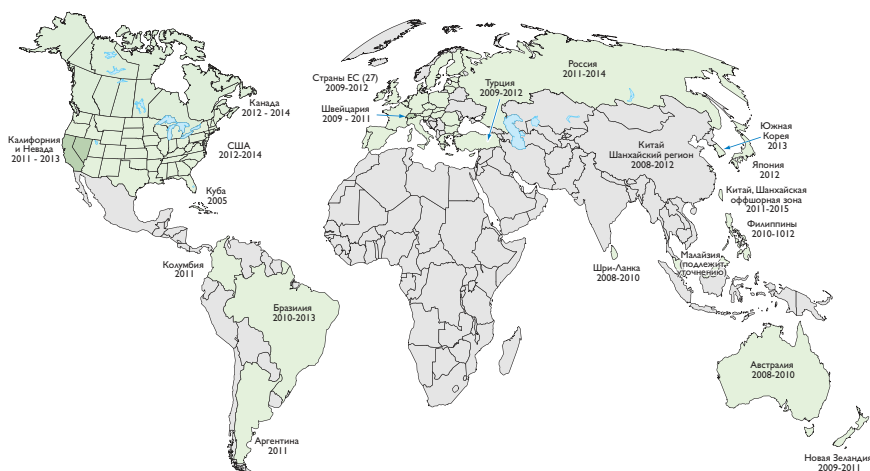 Канада
2012 - 2014
Калифорния
и Невада
2011 - 2013
США
2012-2014
Куба
2005
Колумбия
2011
Бразилия
2010-2013
Аргентина
2011
Страны ЕС (27)
2009-2012
Швейцария
2009 - 2011
Турция
2009-2012
Россия
2011-2014
Китай
Шанхайский регион
2008-2012
Южная
Корея
2013
Япония
2012
Китай, Шанхайская
оффшорная зона
2011-2015
Филиппины
2010-1012
Малайзия
(подлежит
уточнению)
Шри-Ланка
2008-2010
Австралия
2008-2010
Новая Зеландия
2009-2011